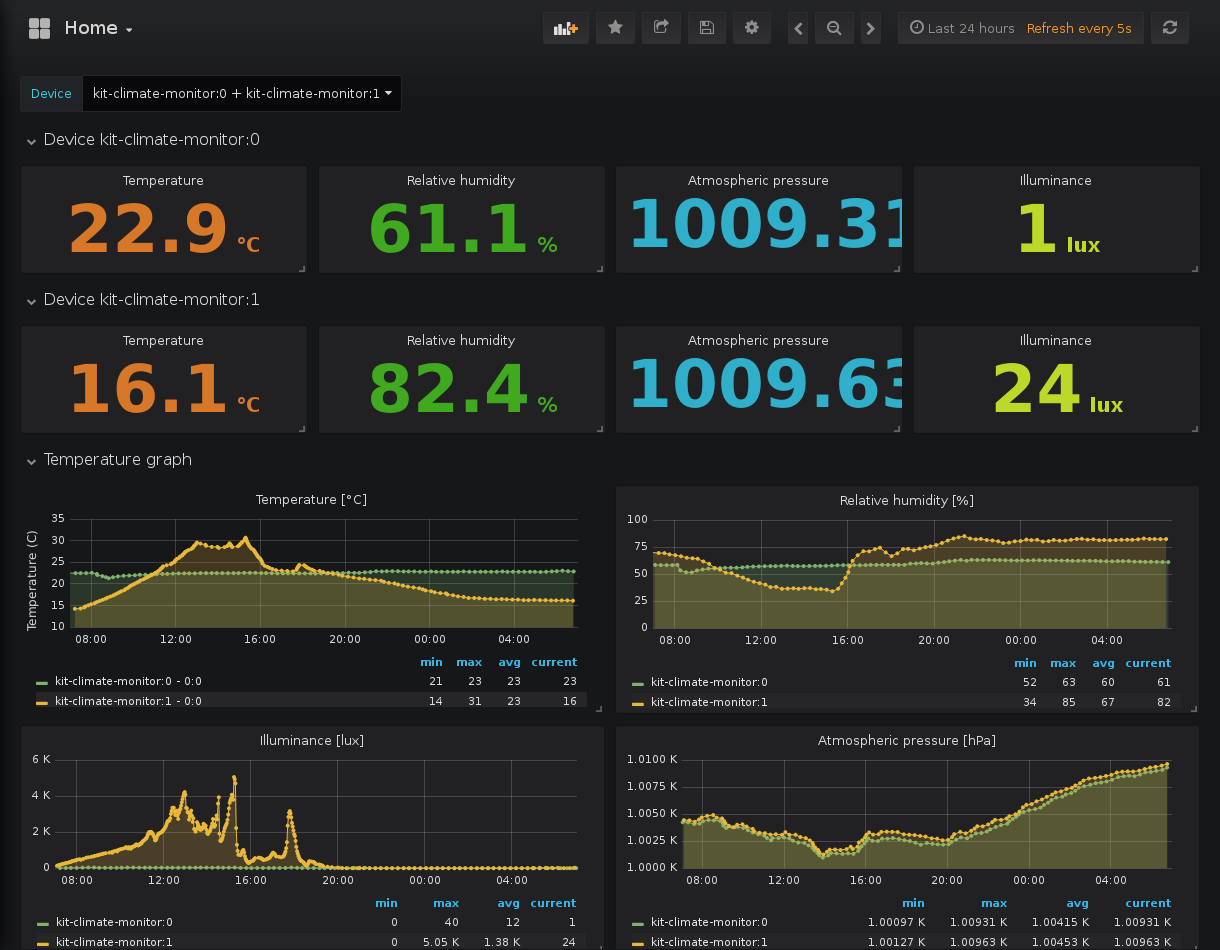 Home
Last 24 hours Refresh every 5s
Device kit-climate-monitor:0 + kit-climate-monitor:1
Device kit-climate-monitor:0
Temperature Relative humidity Atmospheric pressure Illuminance
22.9 °C 61.1 % 1009.31 1 lux
Device kit-climate-monitor:1
Temperature Relative humidity Atmospheric pressure Illuminance
16.1 °C 82.4 % 1009.63 24 lux
Temperature graph
Temperature [°C]
Temperature (C)
35
30
25
20
15
10
08:00 12:00 16:00 20:00 00:00 04:00
min max avg current
kit-climate-monitor:0 - 0:0 21 23 23 23
kit-climate-monitor:1 - 0:0 14 31 23 16
Relative humidity [%]
100
75
50
25
0
08:00 12:00 16:00 20:00 00:00 04:00
min max avg current
kit-climate-monitor:0 52 63 60 61
kit-climate-monitor:1 34 85 67 82
Illuminance [lux]
6 K
4 K
2 K
0
08:00 12:00 16:00 20:00 00:00 04:00
min max avg current
kit-climate-monitor:0 0 40 12 1
kit-climate-monitor:1 0 5.05 K 1.38 K 24
Atmospheric pressure [hPa]
1.0100 K
1.0075 K
1.0050 K
1.0025 K
1.0000 K
08:00 12:00 16:00 20:00 00:00 04:00
min max avg current
kit-climate-monitor:0 1.00097 K 1.00931 K 1.00415 K 1.00931 K
kit-climate-monitor:1 1.00127 K 1.00963 K 1.00453 K 1.00963 K